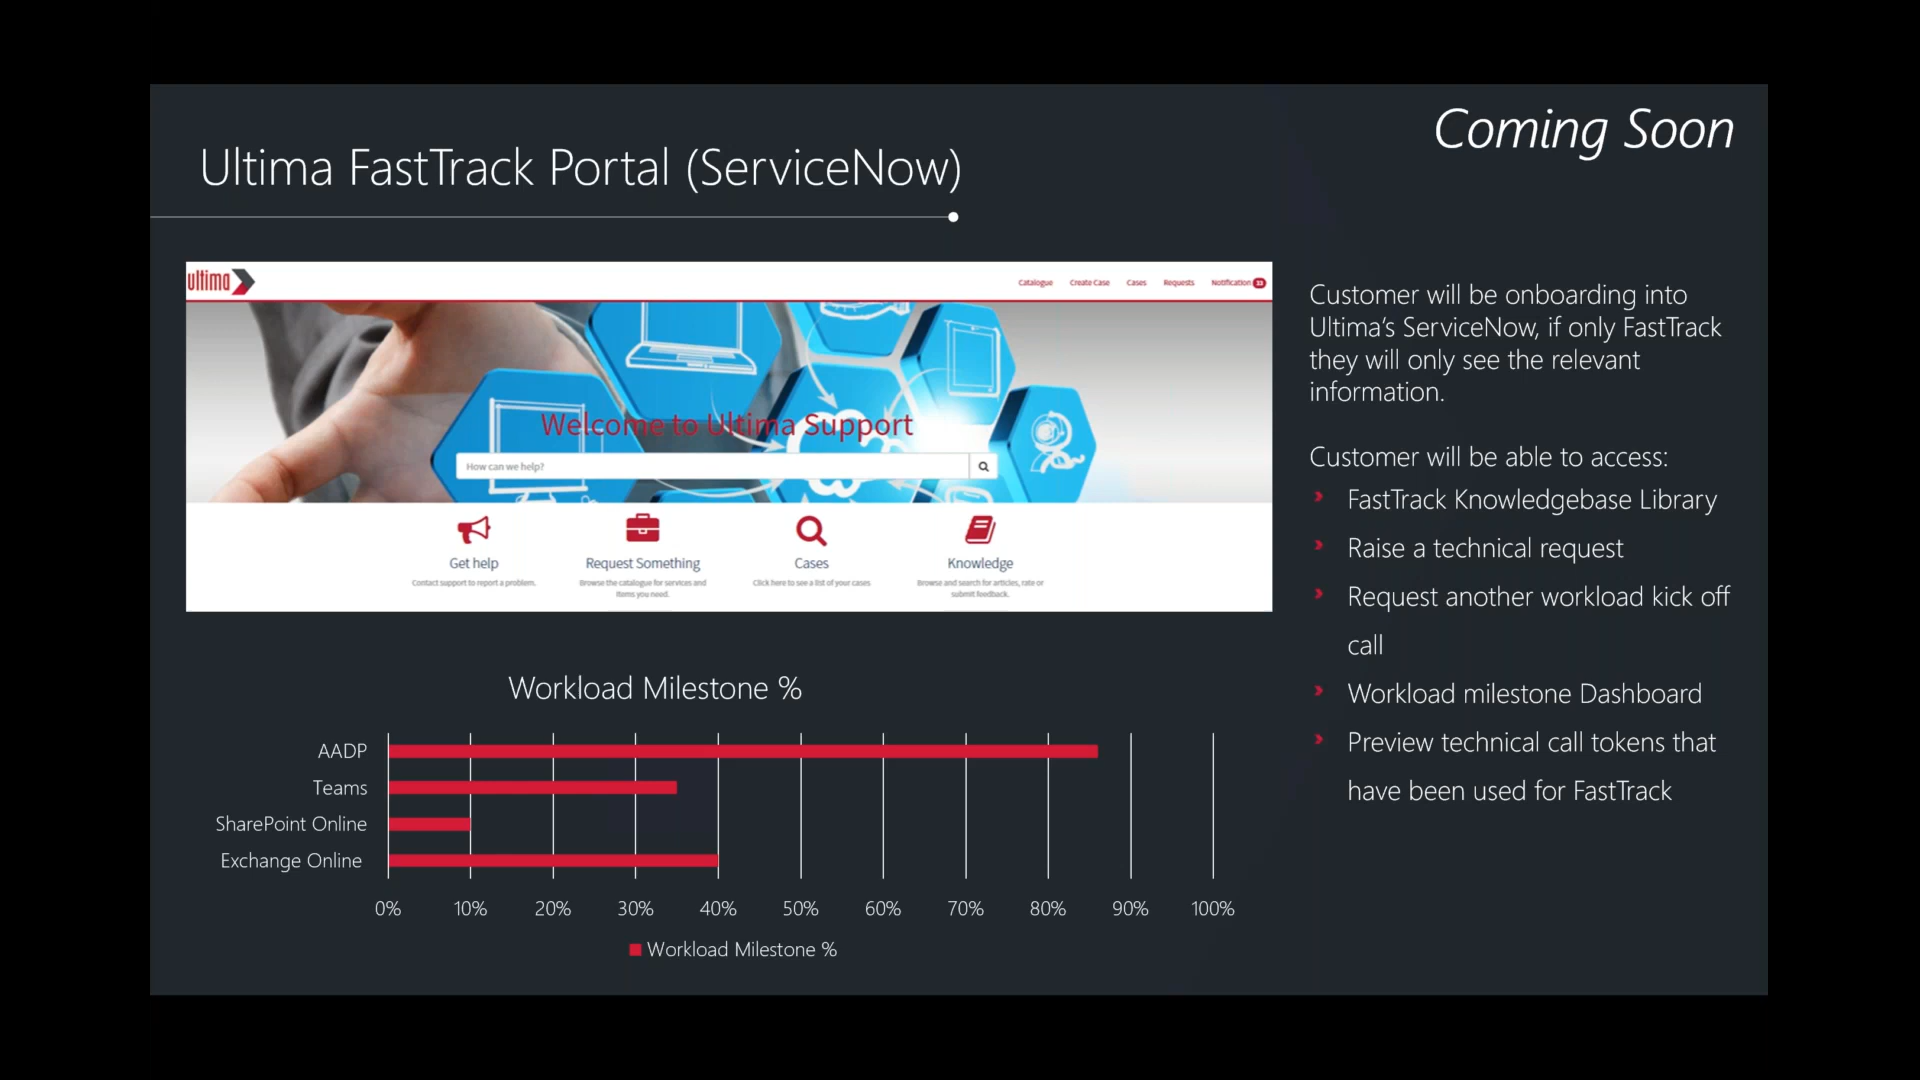 Coming Soon
Ultima FastTrack Portal (ServiceNow)
ultima
Catalogue Create Case Cases Requests Notification 33
Welcome to Ultima Support
How can we help?
Get help
Contact support to report a problem.
Request Something
Browse the catalogue for services and
items you need.
Cases
Click here to see a list of your cases
Knowledge
Browse and search for articles, rate or
submit feedback.
Customer will be onboarding into
Ultima's ServiceNow, if only FastTrack
they will only see the relevant
information.
Customer will be able to access:
FastTrack Knowledgebase Library
Raise a technical request
Request another workload kick off
call
Workload milestone Dashboard
Preview technical call tokens that
have been used for FastTrack
Workload Milestone %
AADP
Teams
SharePoint Online
Exchange Online
0% 10% 20% 30% 40% 50% 60% 70% 80% 90% 100%
Workload Milestone %